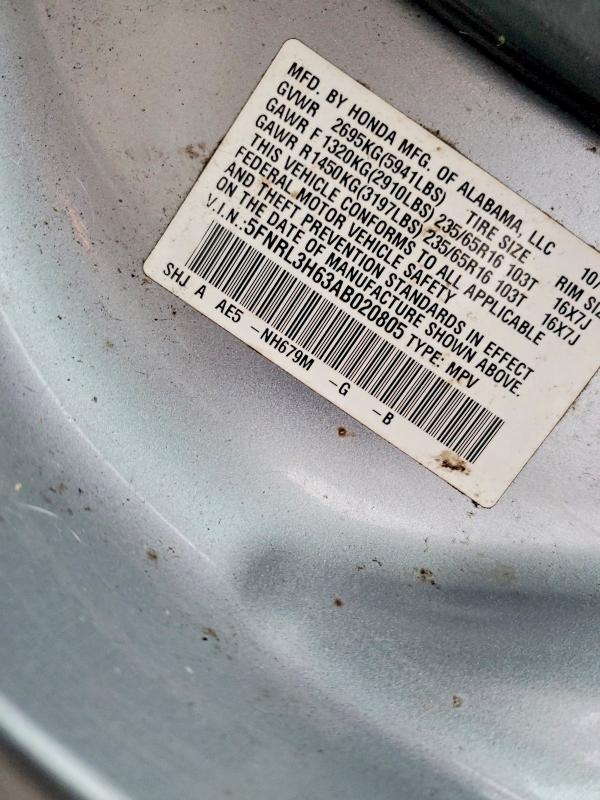 MFD. BY HONDA MFG. OF ALABAMA, LLC 10/
GVWR 2695KG(5941LBS) TIRE SIZE RIM SIZ
GAWR F 1320KG(2910LBS) 235/65R16 103T 16X7J
GAWR R1450KG(3197LBS) 235/65R16 103T 16X7J
THIS VEHICLE CONFORMS TO ALL APPLICABLE
FEDERAL MOTOR VEHICLE SAFETY
AND THEFT PREVENTION STANDARDS IN EFFECT
ON THE DATE OF MANUFACTURE SHOWN ABOVE.
V.I.N.:5FNRL3H63AB020805 TYPE: MPV
SHJ A AE5 -NH679M -G -B